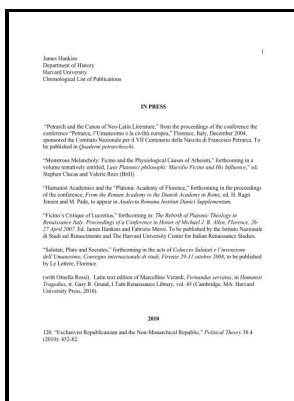 1
James Hankins
Department of History
Harvard University
Chronological List of Publications
IN PRESS
"Petrarch and the Canon of Neo-Latin Literature," from the proceedings of the conference the
conference "Petrarca, l'Umanesimo e la civiltà europea," Florence, Italy, December 2004,
sponsored the Comitato Nazionale per il VII Centenario della Nascita di Francesco Petrarca. To
be published in Quaderni petrarcheschi.
"Monstrous Melancholy: Ficino and the Physiological Causes of Atheism," forthcoming in a
volume tentatively entitled, Laus Platonici philosophi: Marsilio Ficino and His Influence," ed.
Stephen Clucas and Valerie Rees (Brill).
"Humanist Academies and the "Platonic Academy of Florence," forthcoming in the proceedings
of the conference, From the Roman Academy to the Danish Academy in Rome, ed. H. Ragn
Jensen and M. Pade, to appear in Analecta Romana Instituti Danici Supplementum.
"Ficino's Critique of Lucretius," forthcoming in: The Rebirth of Platonic Theology in
Renaissance Italy: Proceedings of a Conference in Honor of Michael J. B. Allen, Florence, 26-
27 April 2007. Ed. James Hankins and Fabrizio Meroi. To be published by the Istituto Nazionale
di Studi sul Rinascimento and The Harvard University Center for Italian Renaissance Studies.
"Salutati, Plato and Socrates," forthcoming in the acts of Coluccio Salutati e l'invenzione
dell'Umanesimo, Convegno internazionale di studi, Firenze 29-31 ottobre 2008, to be published
by Le Lettere, Florence.
(with Ornella Rossi). Latin text edition of Marcellino Verardi, Fernandus servatus, in Humanist
Tragedies, tr. Gary R. Grund, I Tatti Renaissance Library, vol. 45 (Cambridge, MA: Harvard
University Press, 2010).
2010
120. "Exclusivist Republicanism and the Non-Monarchical Republic," Political Theory 38.4
(2010): 452-82.